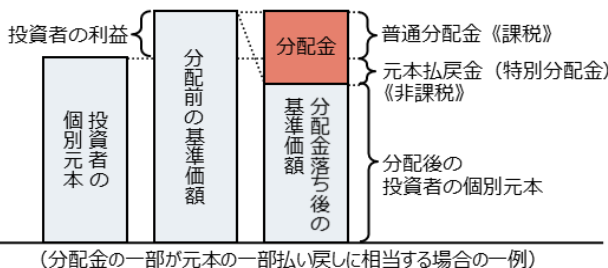 投資者の利益
投資者の
個別元本
分配前の基準価額
分配金
分配金落ち後の
基準価額
普通分配金《課税》
元本払戻金（特別分配金）
《非課税》
分配後の
投資者の個別元本
（分配金の一部が元本の一部払い戻しに相当する場合の一例）